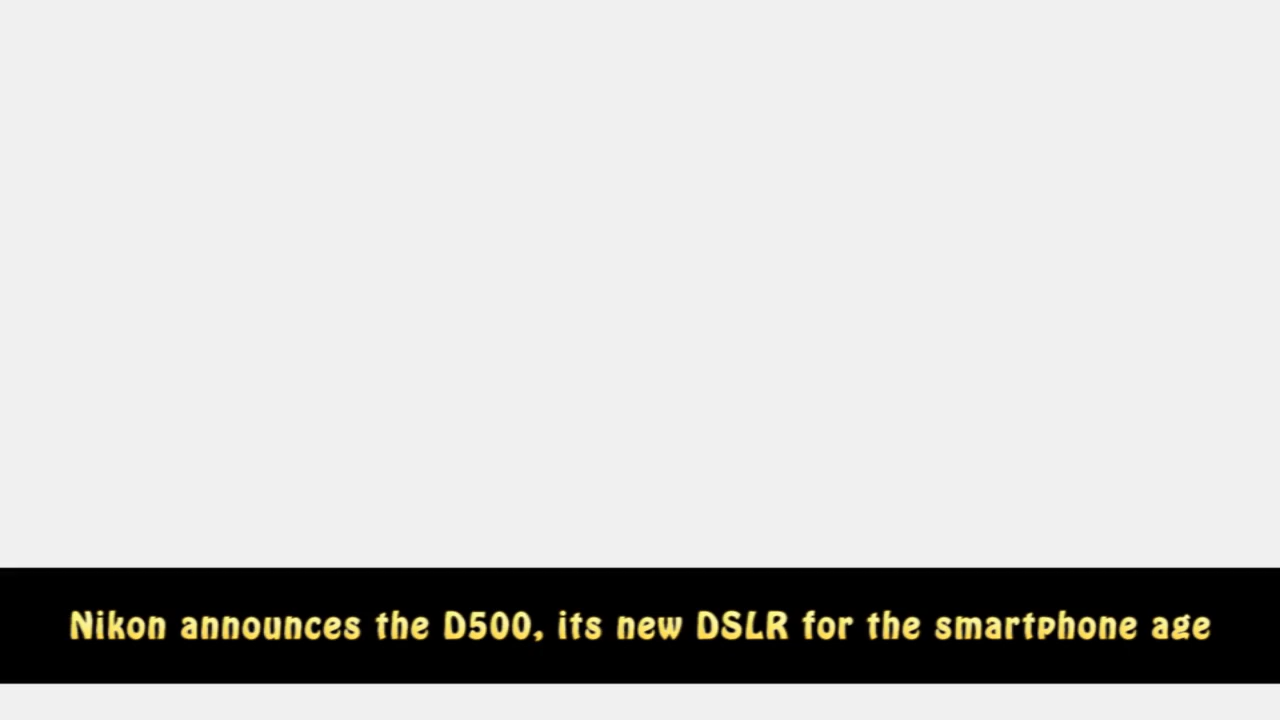 Nikon announces the D500, its new DSLR for the smartphone age